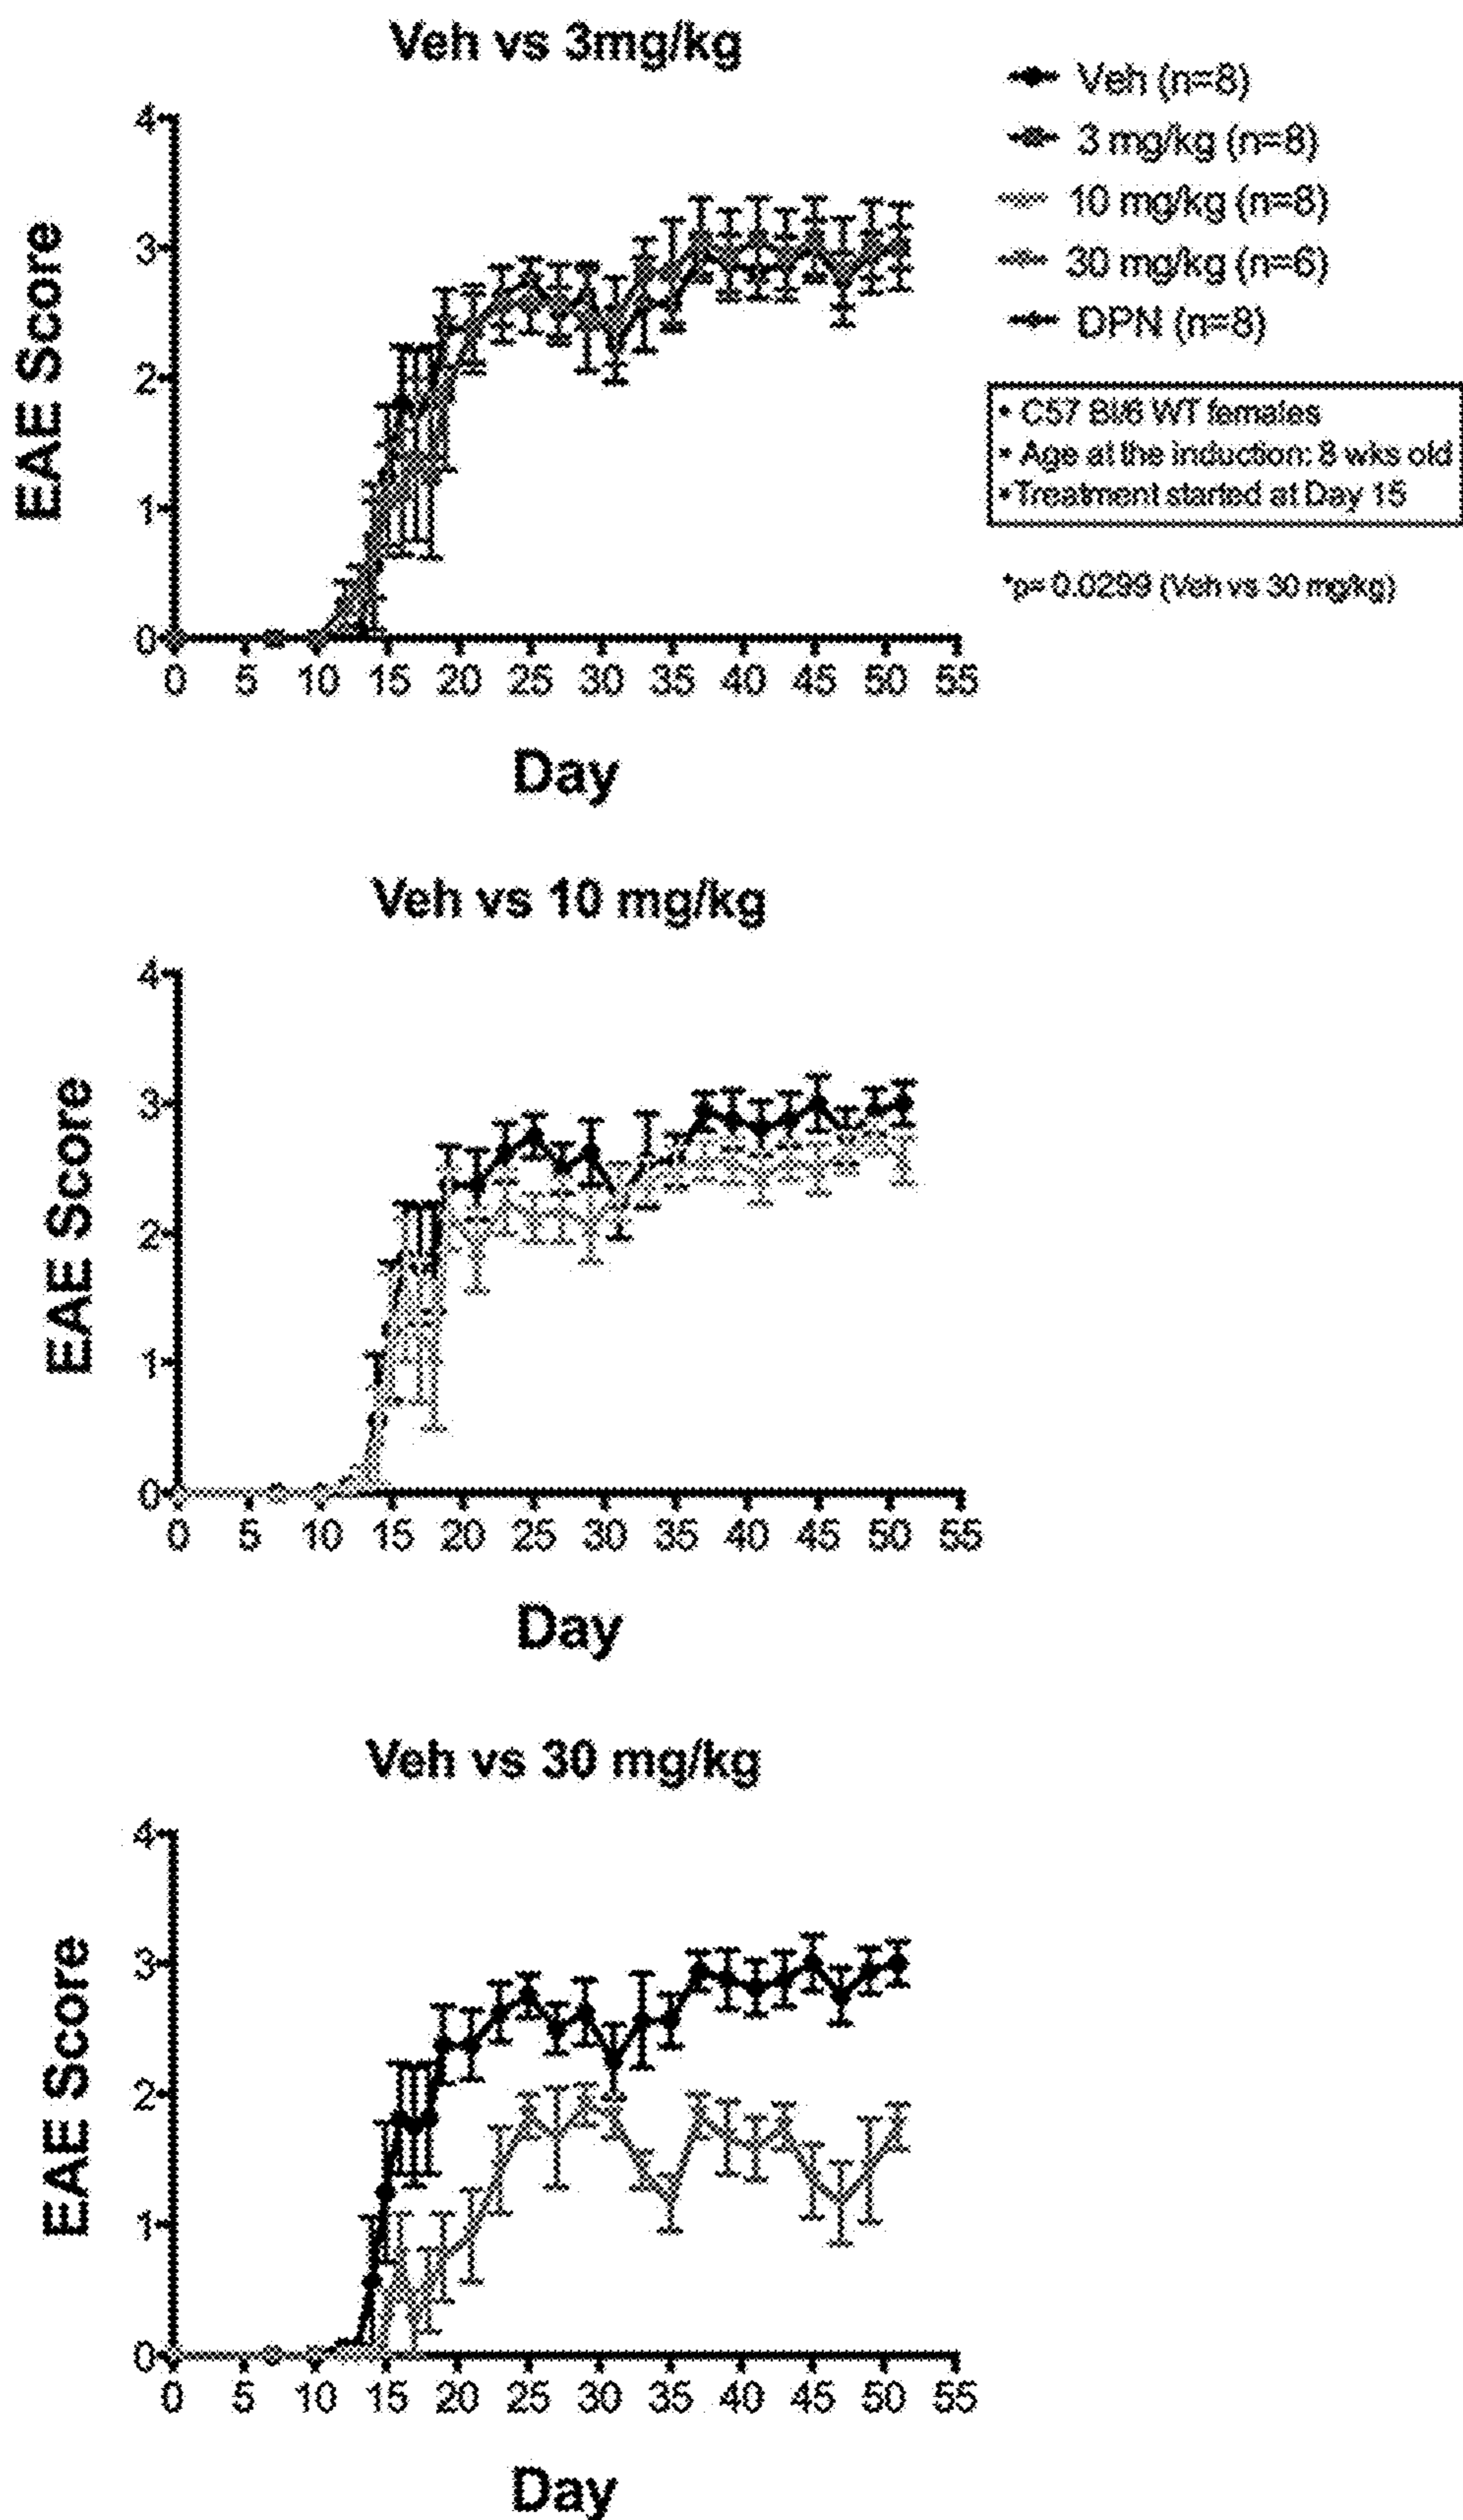 Veh vs 3mg/kg
Veh (n=8)
3 mg/kg (n=8)
10 mg/kg (n=8)
30 mg/kg (n=6)
DPN (n=8)
• C57 Bl/6 WT females
• Age at the induction: 8 wks old
• Treatment started at Day 15
*p= 0.0299 (Veh vs 30 mg/kg)
EAE Score
4
3
2
1
0
0 5 10 15 20 25 30 35 40 45 50 55
Day
Veh vs 10 mg/kg
EAE Score
4
3
2
1
0
0 5 10 15 20 25 30 35 40 45 50 55
Day
Veh vs 30 mg/kg
EAE Score
4
3
2
1
0
0 5 10 15 20 25 30 35 40 45 50 55
Day